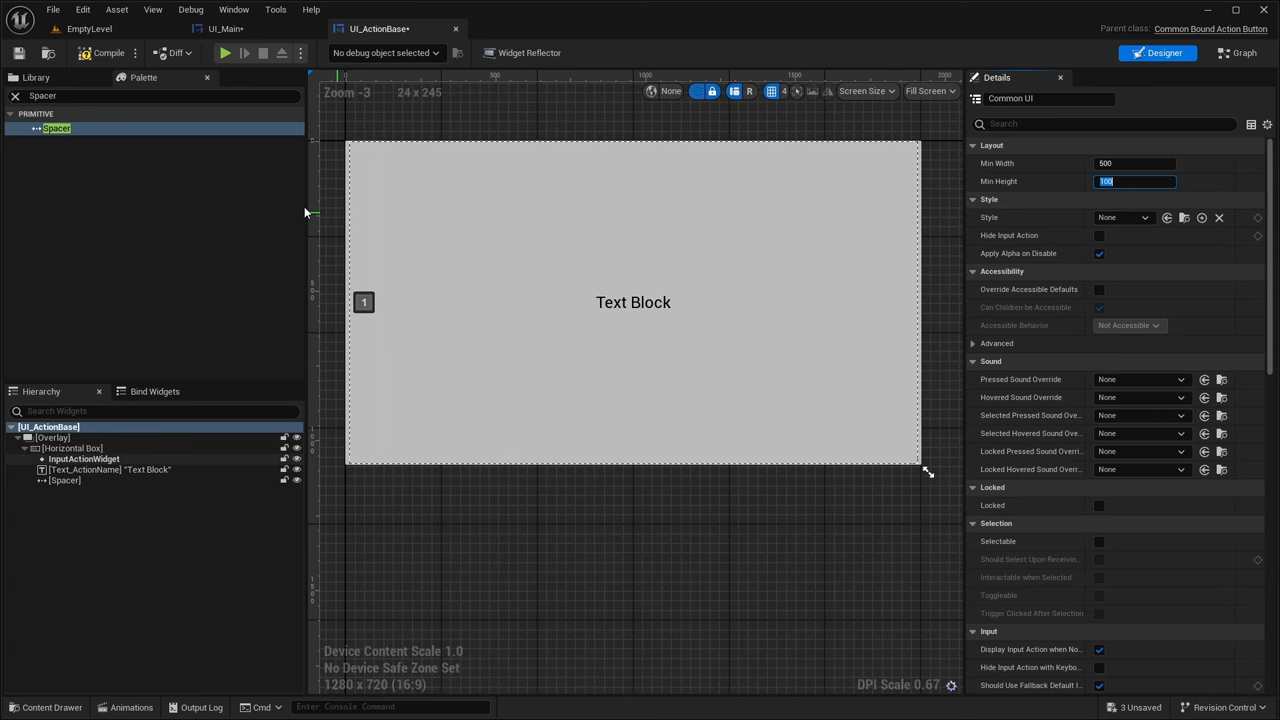 File Edit Asset View Debug Window Tools Help
EmptyLevel UI_Main* UI_ActionBase* Parent class: Common Bound Action Button
Compile Diff No debug object selected Widget Reflector Designer Graph
Library Palette Details
Spacer
PRIMITIVE
Spacer
Zoom -3 24 x 245
0 500 1000 1500 2000
None R 4 Screen Size Fill Screen
Text Block
1
Hierarchy Bind Widgets
Search Widgets
[UI_ActionBase]
[Overlay]
[Horizontal Box]
InputActionWidget
[Text_ActionName] "Text Block"
[Spacer]
Device Content Scale 1.0
No Device Safe Zone Set
1280 x 720 (16:9) DPI Scale 0.67
Common UI
Search
Layout
Min Width 500
Min Height 100
Style
Style None
Hide Input Action
Apply Alpha on Disable
Accessibility
Override Accessible Defaults
Can Children be Accessible
Accessible Behavior Not Accessible
Advanced
Sound
Pressed Sound Override None
Hovered Sound Override None
Selected Pressed Sound Ove... None
Selected Hovered Sound Ove... None
Locked Pressed Sound Overri... None
Locked Hovered Sound Overr... None
Locked
Locked
Selection
Selectable
Should Select Upon Receivin...
Interactable when Selected
Toggleable
Trigger Clicked After Selection
Input
Display Input Action when No...
Hide Input Action with Keybo...
Should Use Fallback Default I...
Content Drawer Animations Output Log Cmd Enter Console Command 3 Unsaved Revision Control